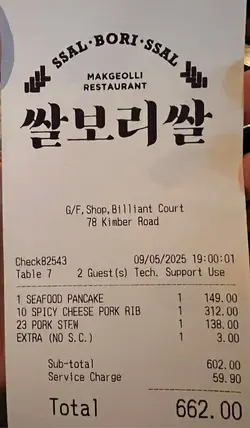 SSAL·BORI·SSAL
MAKGEOLLI
RESTAURANT
쌀보리쌀
G/F,Shop,Billiant Court
78 Kimber Road
Check82543 09/05/2025 19:00:01
Table 7 2 Guest(s) Tech. Support Use
1 SEAFOOD PANCAKE 1 149.00
10 SPICY CHEESE PORK RIB 1 312.00
23 PORK STEW 1 138.00
EXTRA (NO S.C.) 1 3.00
Sub-total 602.00
Service Charge 59.90
Total 662.00